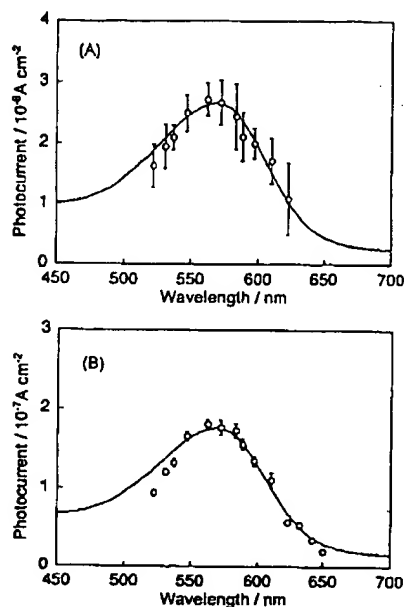 (A)
Photocurrent / 10⁻⁸A cm⁻²
4
3
2
1
0
450 500 550 600 650 700
Wavelength / nm
(B)
Photocurrent / 10⁻⁷A cm⁻²
3
2
1
0
450 500 550 600 650 700
Wavelength / nm